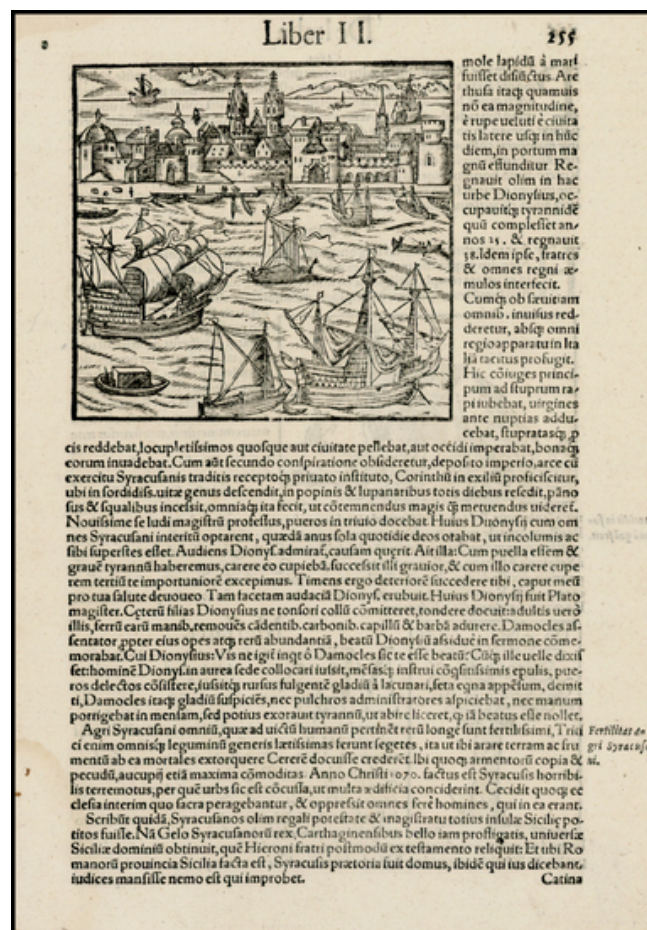 Liber II.
255
mole lapidū à mari
fuisset disiūctus. Are
thusa itaq; quamuis
nō ea magnitudine,
è rupe ueluti è ciuita
tis latere usq; in hūc
diem, in portum ma
gnū effunditur. Re-
gnauit olim in hac
urbe Dionysius, oc-
cupauitq; tyrannidē
quū complesset an-
nos 25. & regnauit
38. Idem ipse, fratres
& omnes regni æ-
mulos interfecit.
Cumq; ob sæuitiam
omnib. inuisus red-
deretur, absq; omni
regio apparatu in Ita
liā tacitus profugit.
Hic cōiuges princi-
pum ad stuprum ra-
pi iubebat, uirgines
ante nuptias addu-
cebat, stupratasq; p
cis reddebat, locupletissimos quosque aut ciuitate pellebat, aut occidi imperabat, bonaq;
eorum inuadebat. Cum aūt secundo conspiratione obsideretur, deposito imperio, arce cū
exercitu Syracusanis traditis receptoq; priuato instituto, Corinthū in exiliū proficiscitur,
ubi in sordidiss. uitæ genus descendit, in popinis & lupanaribus totis diebus resedit, pāno
sus & squalibus incessit, omniaq; ita fecit, ut cōtemnendus magis q̄ metuendus uideret.
Nouissime se ludi magistrū professus, pueros in triuio docebat. Huius Dionysij cum om
nes Syracusani interitū optarent, quædā anus sola quotidie deos orabat, ut incolumis ac
sibi superstes esset. Audiens Dionys. admirat, causam quęrit. Ait illa: Cum puella essem &
grauē tyrannū haberemus, carere eo cupiebā. successit illi grauior, & cum illo carere cupe
rem tertiū te importuniorē excepimus. Timens ergo deteriorē succedere tibi, caput meū
pro tua salute deuoueo. Tam facetam audaciā Dionys. erubuit. Huius Dionysij fuit Plato
magister. Cęterū filias Dionysius ne tonsori collū cōmitteret, tondere docuit: adultis uerò
illis, ferrū earū manib. remouēs cādentib. carbonib. capillū & barbā adurere. Damocles as-
sentator, ppter eius opes atq; rerū abundantiā, beatū Dionysiū assiduè in sermone cōme-
morabat. Cui Dionysius: Vis ne igit inqt ô Damocles sic te esse beatū: Cūq; ille uelle dixis
set: hominē Dionys. in aurea sede collocari iussit, mēsasq; instrui cōq̄sitissimis epulis, pue-
ros delectos cōsistere, iussitq; rursus fulgentē gladiū à lacunari, seta eqna appēsum, demit
ti, Damocles itaq; gladiū suspiciēs, nec pulchros administratores aspiciebat, nec manum
porrigebat in mensam, sed potius exorauit tyrannū, ut abire liceret, q̄ iā beatus esse nollet.
Agri Syracusani omniū, quæ ad uictū humanū pertinēt rerū longè sunt fertilissimi, Triti
ci enim omnisq; leguminū generis lætissimas ferunt segetes, ita ut ibi arare terram ac fru
mentū ab ea mortales extorquere Cererē docuisse crederet. Ibi quoq; armentorū copia &
pecudū, aucupij etiā maxima cōmoditas. Anno Christi 1070. factus est Syracusis horribi-
lis terremotus, per quē urbs sic est cōcussa, ut multa ædificia conciderint. Cecidit quoq; ec
clesia interim quo sacra peragebantur, & oppressit omnes ferè homines, qui in ea erant.
Fertilitas a-
gri Syracusa
ni.
Scribūt quidā, Syracusanos olim regali potestate & magistratu totius insulæ Siciliæ po-
titos fuisse. Nā Gelo Syracusanorū rex, Carthaginensibus bello iam profligatis, uniuersæ
Siciliæ dominiū obtinuit, quē Hieroni fratri postmodū ex testamento reliquit: Et ubi Ro
manorū prouincia Sicilia facta est, Syracusis prætoria fuit domus, ibidē qui ius dicebant,
iudices mansisse nemo est qui improbet.
Catina